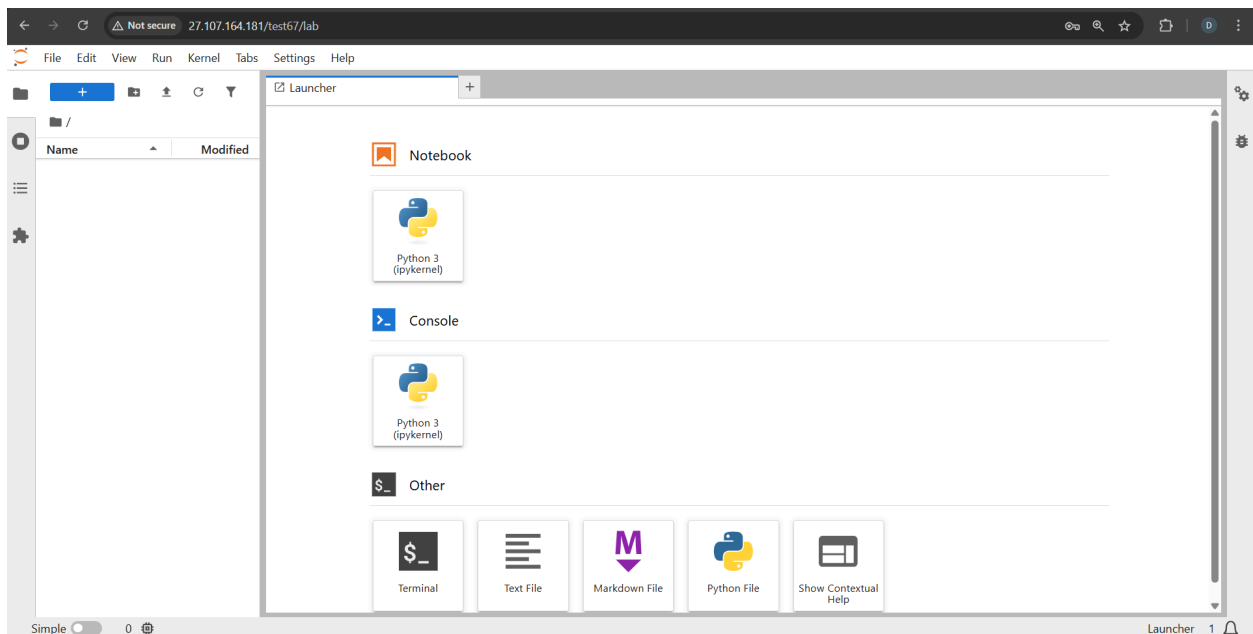 Not secure 27.107.164.181/test67/lab
D
File Edit View Run Kernel Tabs Settings Help
+
Launcher
+
/
Name Modified
Notebook
Python 3
(ipykernel)
>_ Console
Python 3
(ipykernel)
$_ Other
$_
M
Terminal
Text File
Markdown File
Python File
Show Contextual
Help
Simple 0
Launcher 1